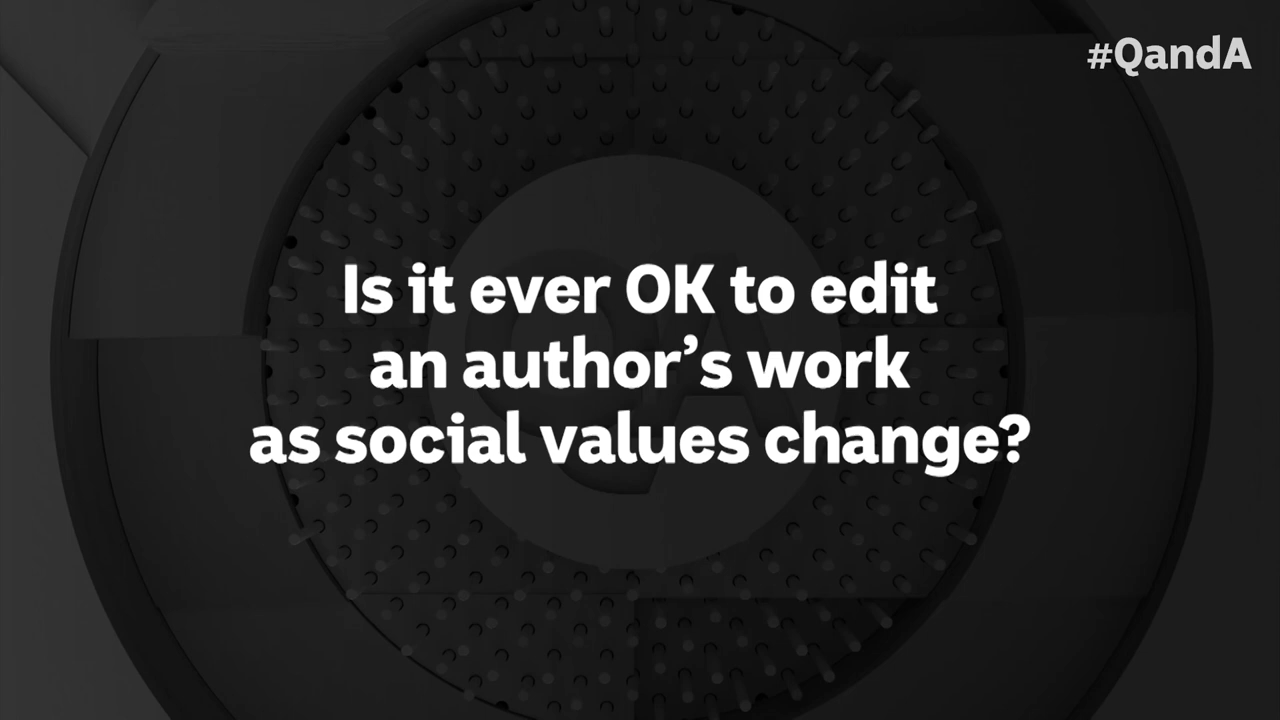 #QandA
Is it ever OK to edit
an author’s work
as social values change?